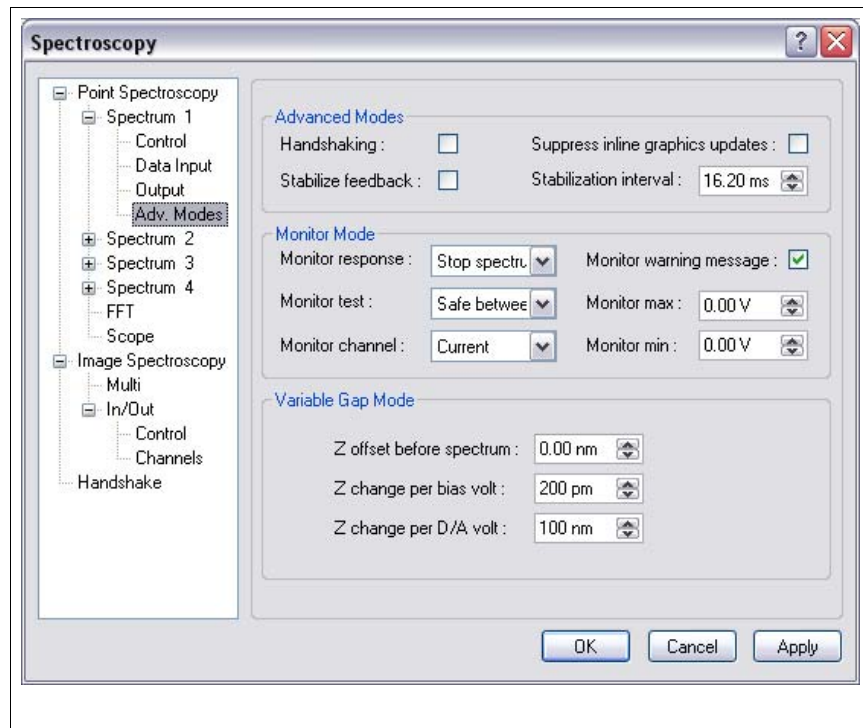 Spectroscopy
Point Spectroscopy
Spectrum 1
Control
Data Input
Output
Adv. Modes
Spectrum 2
Spectrum 3
Spectrum 4
FFT
Scope
Image Spectroscopy
Multi
In/Out
Control
Channels
Handshake
Advanced Modes
Handshaking : Suppress inline graphics updates :
Stabilize feedback : Stabilization interval : 16.20 ms
Monitor Mode
Monitor response : Stop spectru Monitor warning message :
Monitor test : Safe betwee Monitor max : 0.00 V
Monitor channel : Current Monitor min : 0.00 V
Variable Gap Mode
Z offset before spectrum : 0.00 nm
Z change per bias volt : 200 pm
Z change per D/A volt : 100 nm
OK Cancel Apply